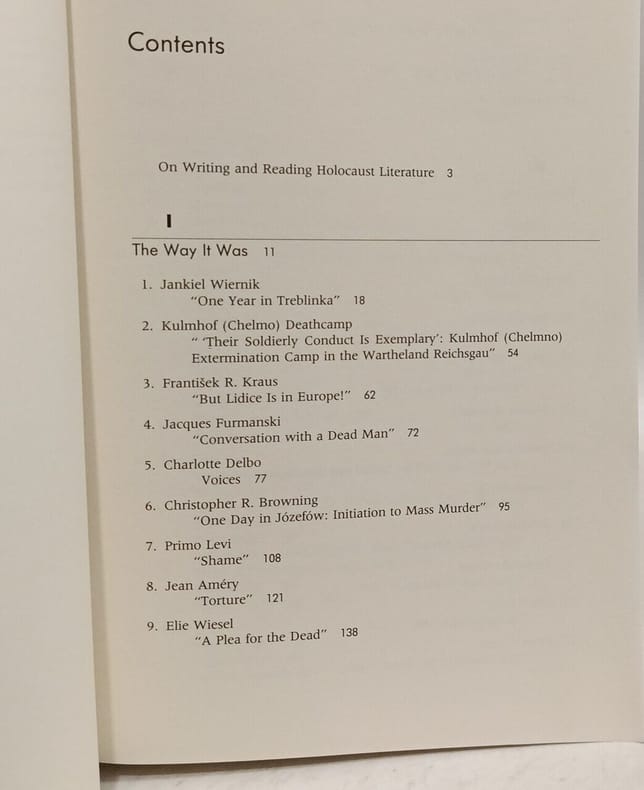 Contents
On Writing and Reading Holocaust Literature 3
I
The Way It Was 11
1. Jankiel Wiernik
“One Year in Treblinka” 18
2. Kulmhof (Chelmo) Deathcamp
“ ‘Their Soldierly Conduct Is Exemplary’: Kulmhof (Chelmno)
Extermination Camp in the Wartheland Reichsgau” 54
3. František R. Kraus
“But Lidice Is in Europe!” 62
4. Jacques Furmanski
“Conversation with a Dead Man” 72
5. Charlotte Delbo
Voices 77
6. Christopher R. Browning
“One Day in Józefów: Initiation to Mass Murder” 95
7. Primo Levi
“Shame” 108
8. Jean Améry
“Torture” 121
9. Elie Wiesel
“A Plea for the Dead” 138